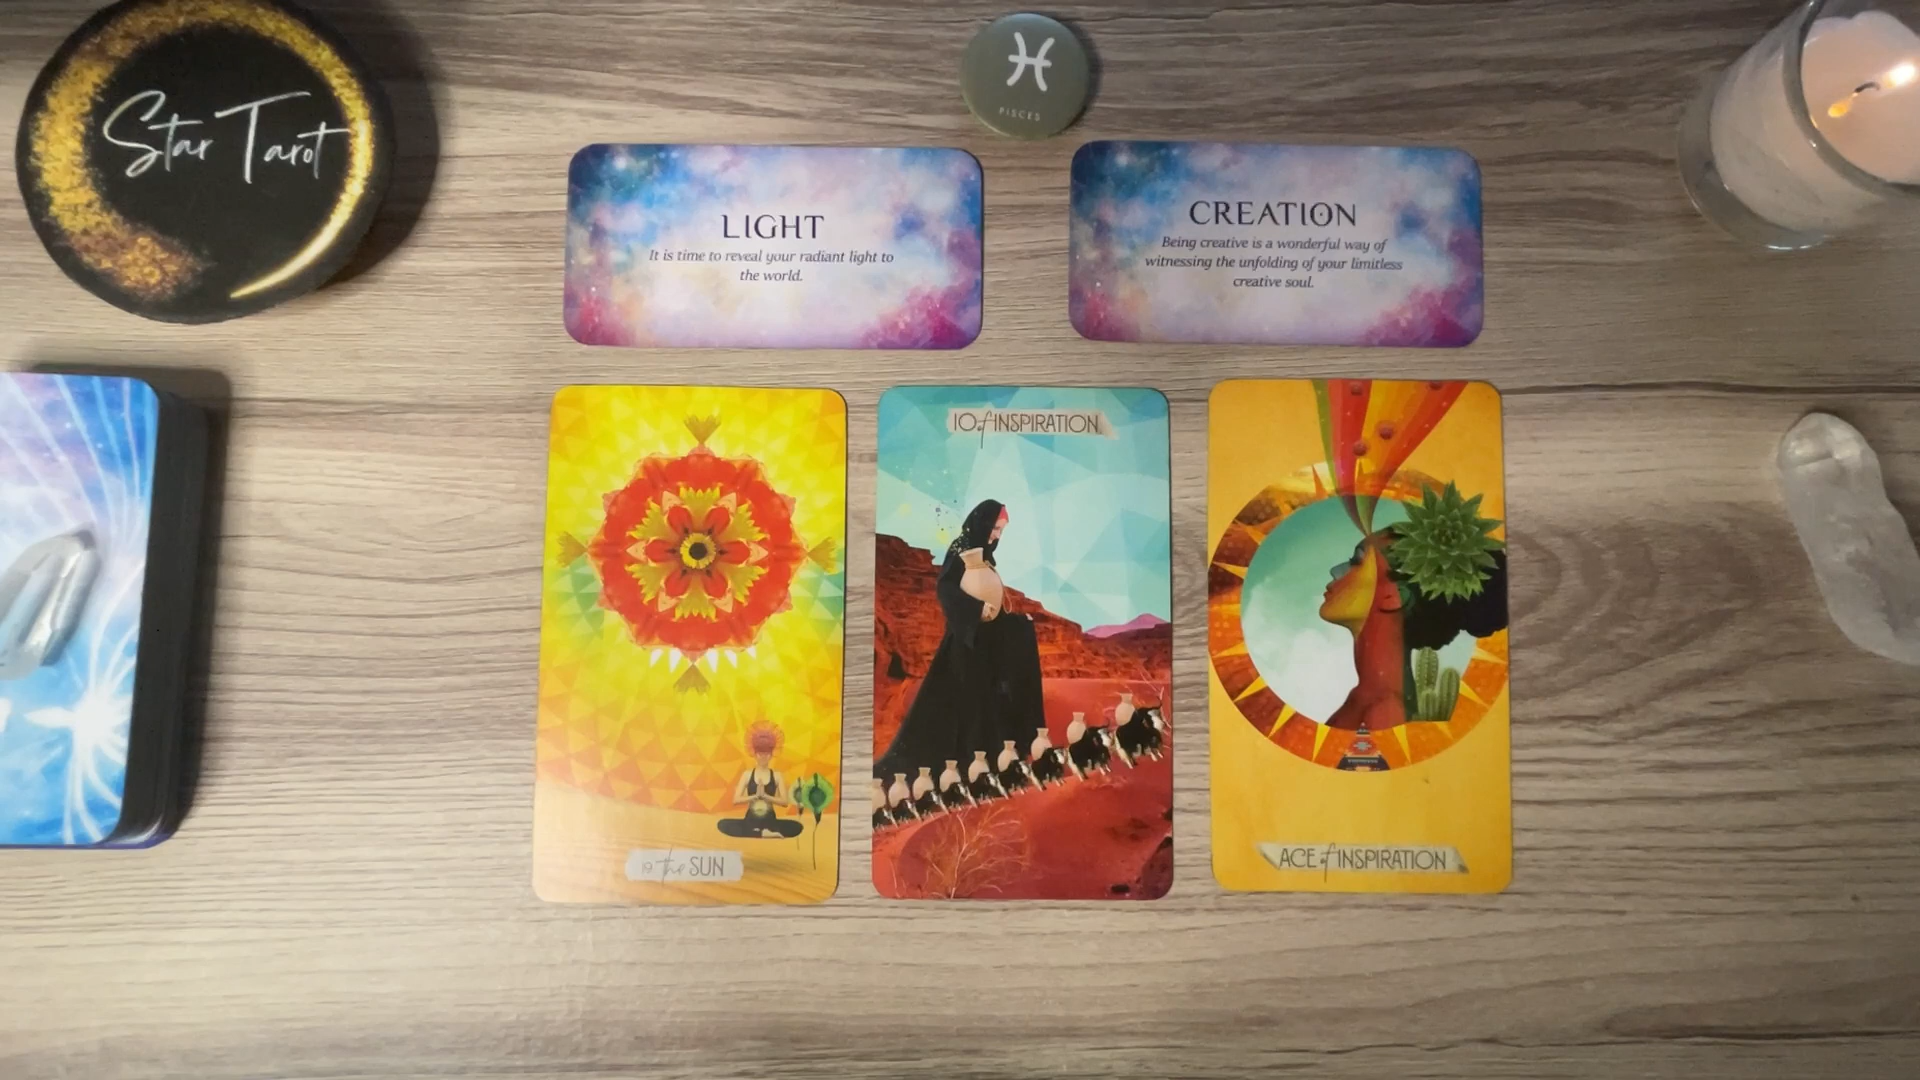 Star Tarot
PISCES
LIGHT
It is time to reveal your radiant light to
the world.
CREATION
Being creative is a wonderful way of
witnessing the unfolding of your limitless
creative soul.
19. the SUN
10 of INSPIRATION
ACE of INSPIRATION